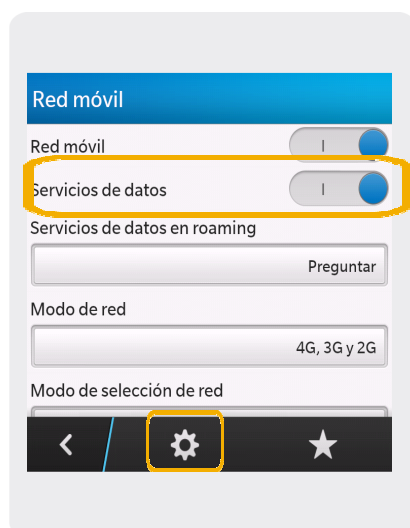 Red móvil
Red móvil
Servicios de datos
Servicios de datos en roaming
Preguntar
Modo de red
4G, 3G y 2G
Modo de selección de red